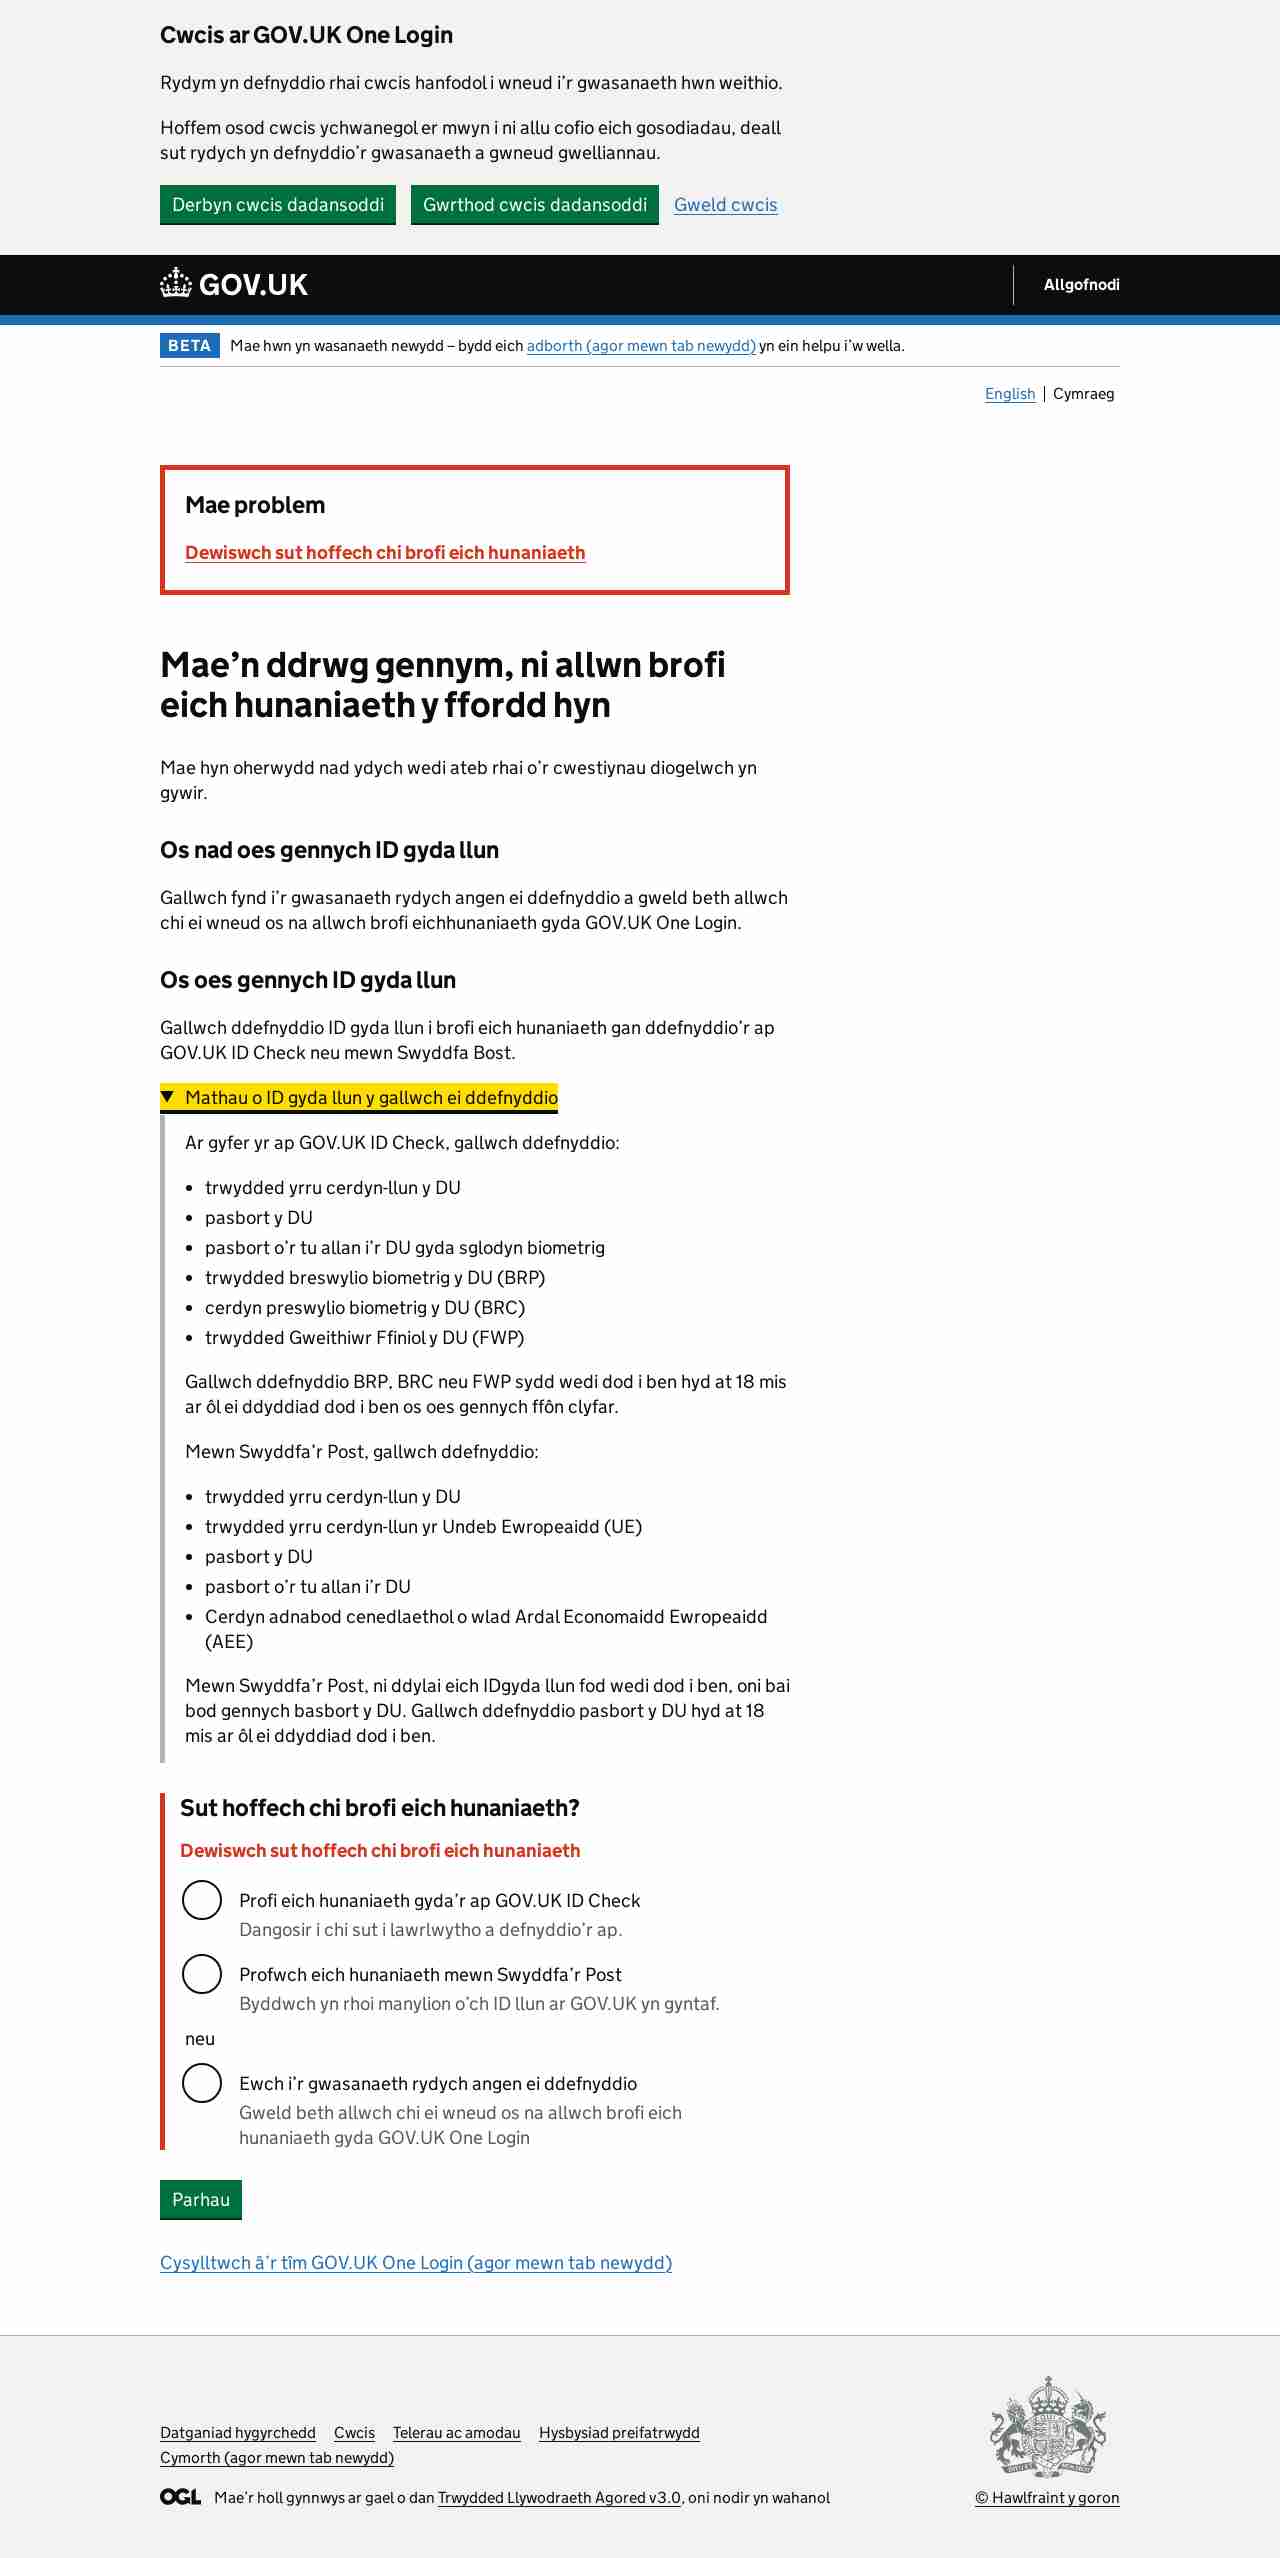 Cwcis ar GOV.UK One Login
Rydym yn defnyddio rhai cwcis hanfodol i wneud i’r gwasanaeth hwn weithio.
Hoffem osod cwcis ychwanegol er mwyn i ni allu cofio eich gosodiadau, deall
sut rydych yn defnyddio’r gwasanaeth a gwneud gwelliannau.
Derbyn cwcis dadansoddi Gwrthod cwcis dadansoddi Gweld cwcis
GOV.UK Allgofnodi
BETA Mae hwn yn wasanaeth newydd – bydd eich adborth (agor mewn tab newydd) yn ein helpu i’w wella.
English Cymraeg
Mae problem
Dewiswch sut hoffech chi brofi eich hunaniaeth
Mae’n ddrwg gennym, ni allwn brofi
eich hunaniaeth y ffordd hyn
Mae hyn oherwydd nad ydych wedi ateb rhai o’r cwestiynau diogelwch yn
gywir.
Os nad oes gennych ID gyda llun
Gallwch fynd i’r gwasanaeth rydych angen ei ddefnyddio a gweld beth allwch
chi ei wneud os na allwch brofi eichhunaniaeth gyda GOV.UK One Login.
Os oes gennych ID gyda llun
Gallwch ddefnyddio ID gyda llun i brofi eich hunaniaeth gan ddefnyddio’r ap
GOV.UK ID Check neu mewn Swyddfa Bost.
Mathau o ID gyda llun y gallwch ei ddefnyddio
Ar gyfer yr ap GOV.UK ID Check, gallwch ddefnyddio:
• trwydded yrru cerdyn-llun y DU
• pasbort y DU
• pasbort o’r tu allan i’r DU gyda sglodyn biometrig
• trwydded breswylio biometrig y DU (BRP)
• cerdyn preswylio biometrig y DU (BRC)
• trwydded Gweithiwr Ffiniol y DU (FWP)
Gallwch ddefnyddio BRP, BRC neu FWP sydd wedi dod i ben hyd at 18 mis
ar ôl ei ddyddiad dod i ben os oes gennych ffôn clyfar.
Mewn Swyddfa’r Post, gallwch ddefnyddio:
• trwydded yrru cerdyn-llun y DU
• trwydded yrru cerdyn-llun yr Undeb Ewropeaidd (UE)
• pasbort y DU
• pasbort o’r tu allan i’r DU
• Cerdyn adnabod cenedlaethol o wlad Ardal Economaidd Ewropeaidd
(AEE)
Mewn Swyddfa’r Post, ni ddylai eich IDgyda llun fod wedi dod i ben, oni bai
bod gennych basbort y DU. Gallwch ddefnyddio pasbort y DU hyd at 18
mis ar ôl ei ddyddiad dod i ben.
Sut hoffech chi brofi eich hunaniaeth?
Dewiswch sut hoffech chi brofi eich hunaniaeth
Profi eich hunaniaeth gyda’r ap GOV.UK ID Check
Dangosir i chi sut i lawrlwytho a defnyddio’r ap.
Profwch eich hunaniaeth mewn Swyddfa’r Post
Byddwch yn rhoi manylion o’ch ID llun ar GOV.UK yn gyntaf.
neu
Ewch i’r gwasanaeth rydych angen ei ddefnyddio
Gweld beth allwch chi ei wneud os na allwch brofi eich
hunaniaeth gyda GOV.UK One Login
Parhau
Cysylltwch â’r tîm GOV.UK One Login (agor mewn tab newydd)
Datganiad hygyrchedd Cwcis Telerau ac amodau Hysbysiad preifatrwydd
Cymorth (agor mewn tab newydd)
OGL Mae’r holl gynnwys ar gael o dan Trwydded Llywodraeth Agored v3.0, oni nodir yn wahanol
© Hawlfraint y goron